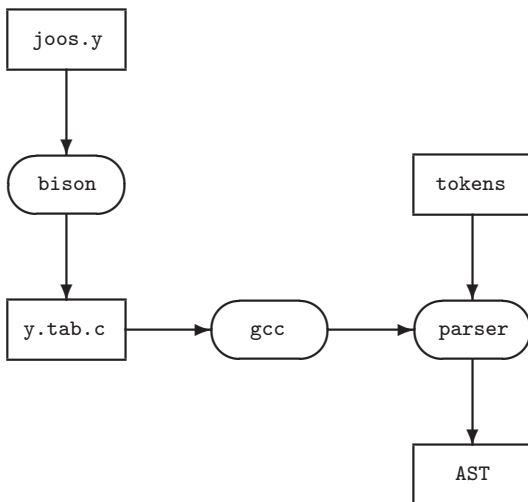 joos.y
bison
tokens
y.tab.c
gcc
parser
AST